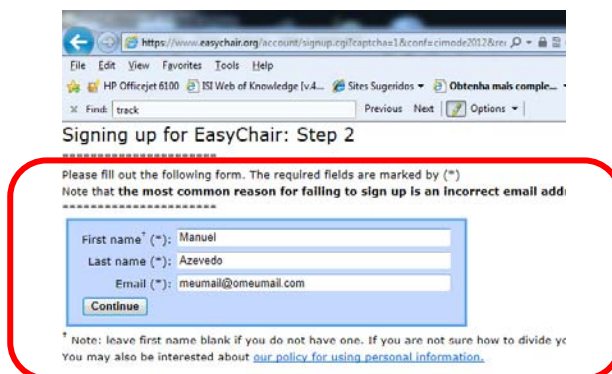 https://www.easychair.org/account/signup.cgi?captcha=1&conf=cimode2012&re
File Edit View Favorites Tools Help
HP Officejet 6100 ISI Web of Knowledge [v.4... Sites Sugeridos Obtenha mais comple...
× Find: track Previous Next Options
Signing up for EasyChair: Step 2
=======================
Please fill out the following form. The required fields are marked by (*)
Note that the most common reason for failing to sign up is an incorrect email add
=======================
First name† (*): Manuel
Last name (*): Azevedo
Email (*): meumail@omeumail.com
Continue
† Note: leave first name blank if you do not have one. If you are not sure how to divide yo
You may also be interested about our policy for using personal information.